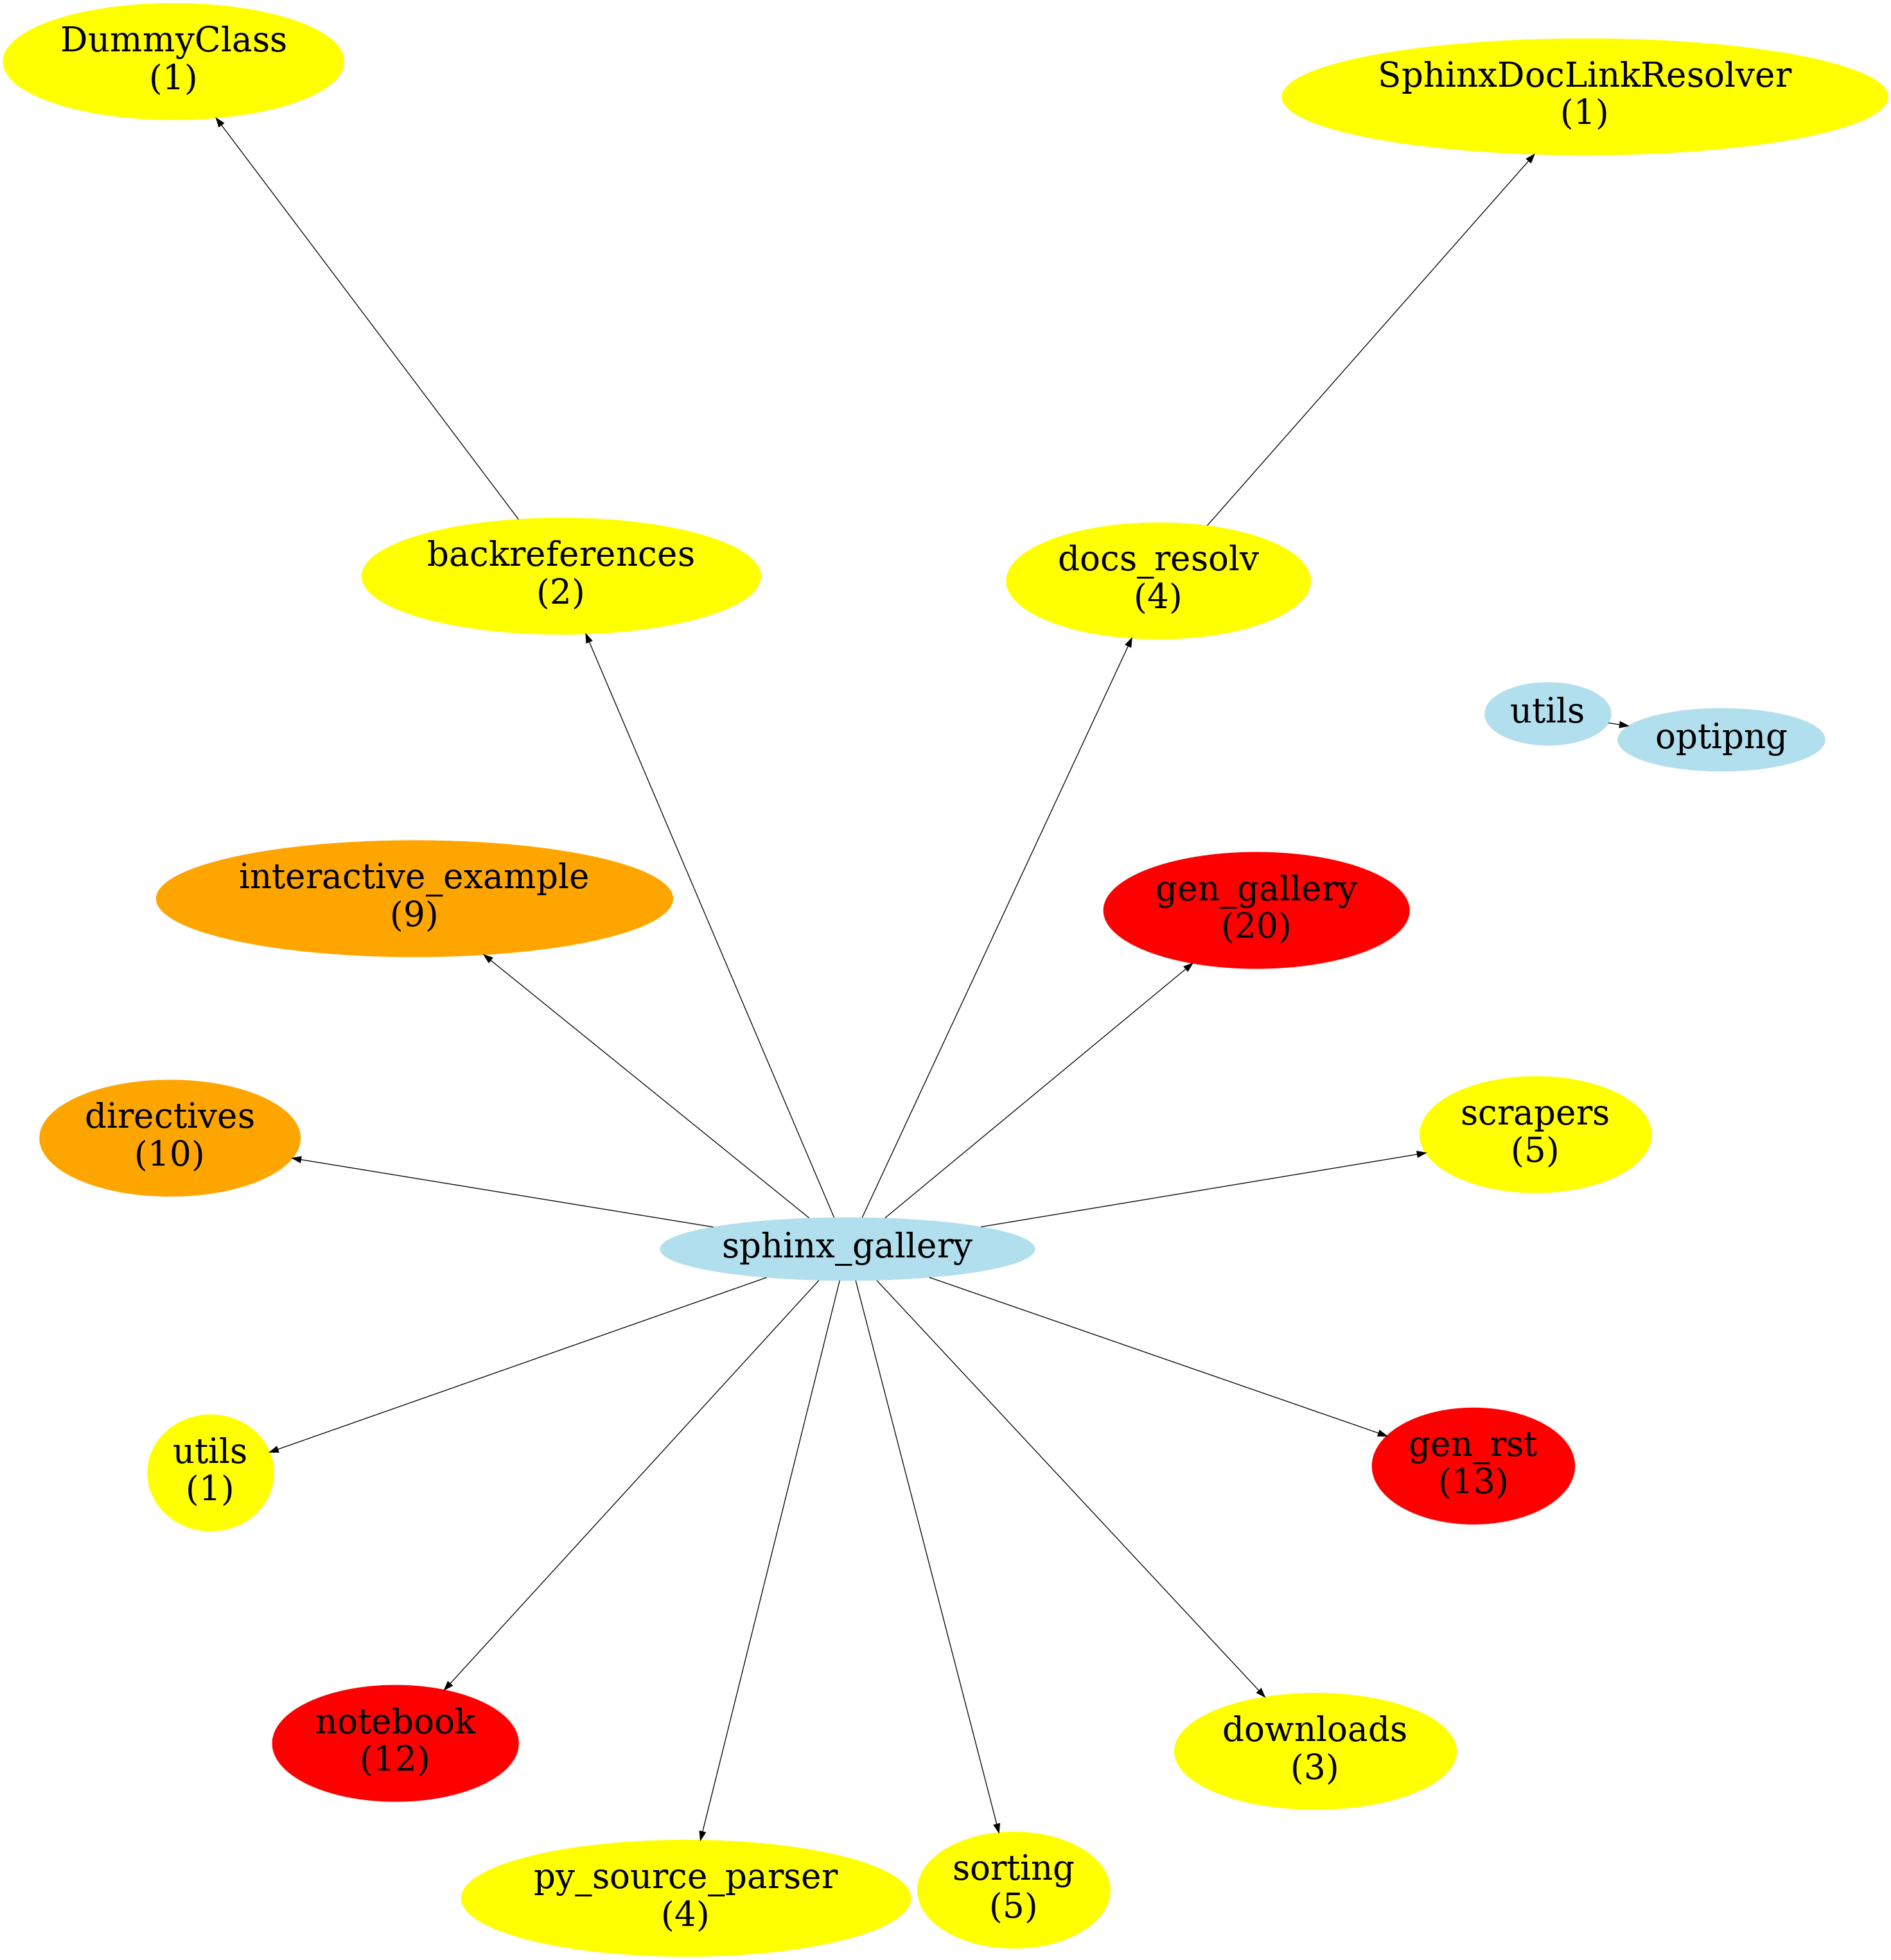 DummyClass
(1)
SphinxDocLinkResolver
(1)
backreferences
(2)
docs_resolv
(4)
utils
optipng
interactive_example
(9)
gen_gallery
(20)
directives
(10)
scrapers
(5)
sphinx_gallery
utils
(1)
gen_rst
(13)
notebook
(12)
downloads
(3)
py_source_parser
(4)
sorting
(5)